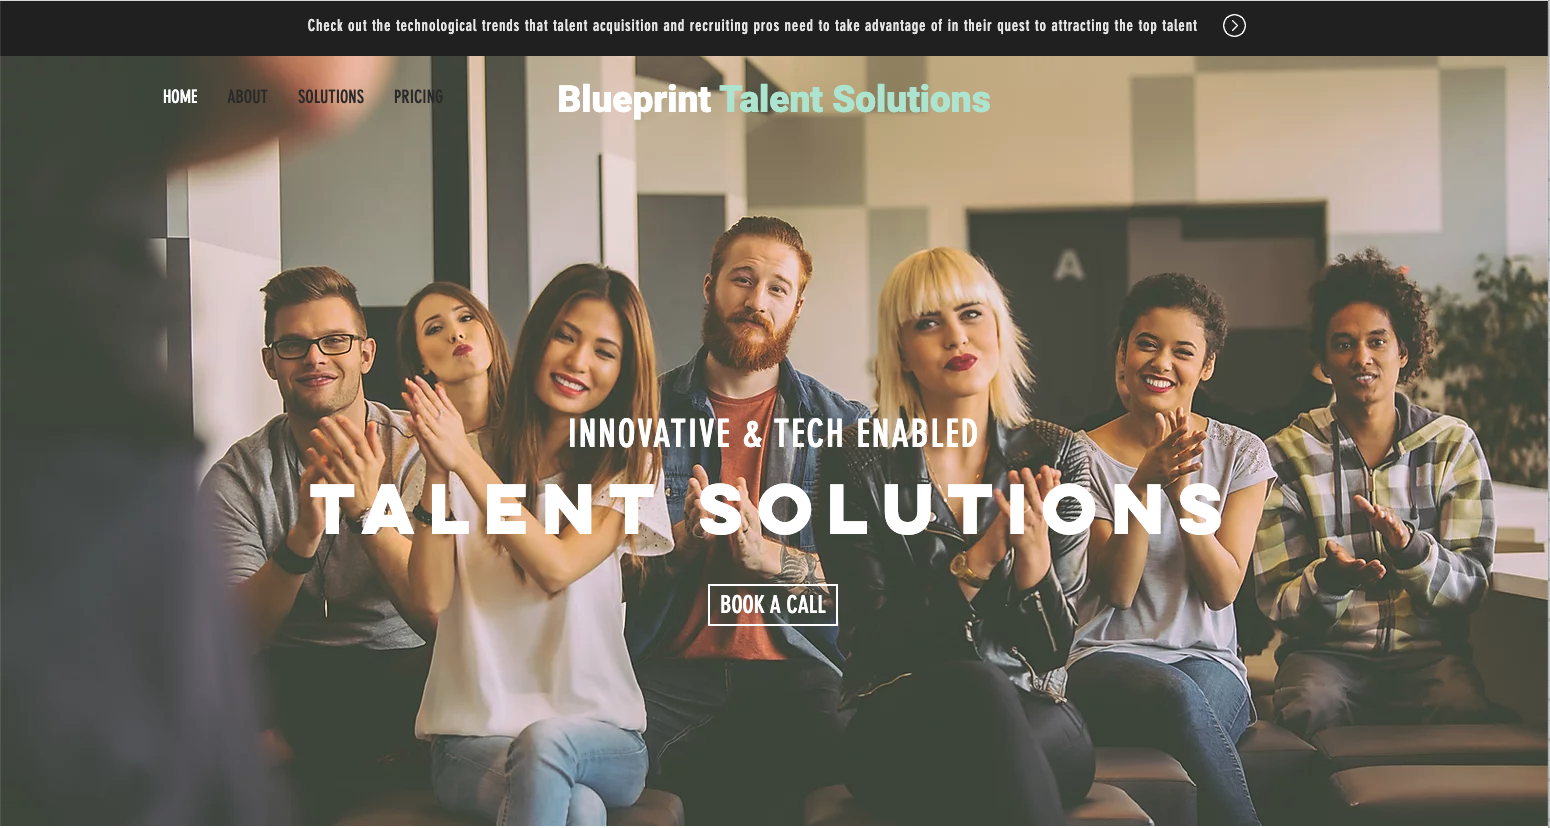 Check out the technological trends that talent acquisition and recruiting pros need to take advantage of in their quest to attracting the top talent
HOME ABOUT SOLUTIONS PRICING
Blueprint Talent Solutions
A
INNOVATIVE & TECH ENABLED
TALENT SOLUTIONS
BOOK A CALL